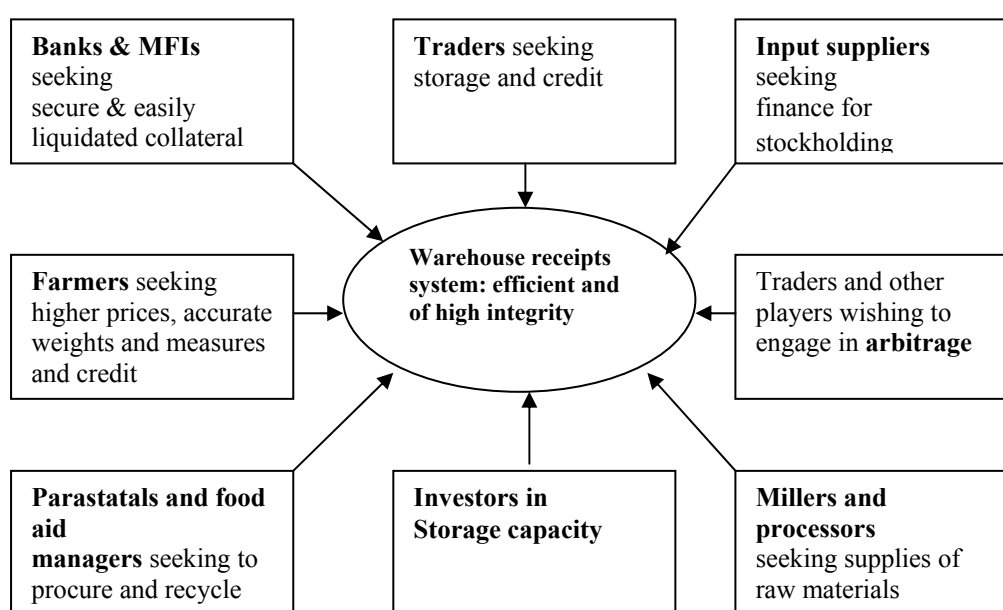 Banks & MFIs
seeking
secure & easily
liquidated collateral
Traders seeking
storage and credit
Input suppliers
seeking
finance for
stockholding
Farmers seeking
higher prices, accurate
weights and measures
and credit
Warehouse receipts
system: efficient and
of high integrity
Traders and other
players wishing to
engage in arbitrage
Parastatals and food
aid
managers seeking to
procure and recycle
Investors in
Storage capacity
Millers and
processors
seeking supplies of
raw materials